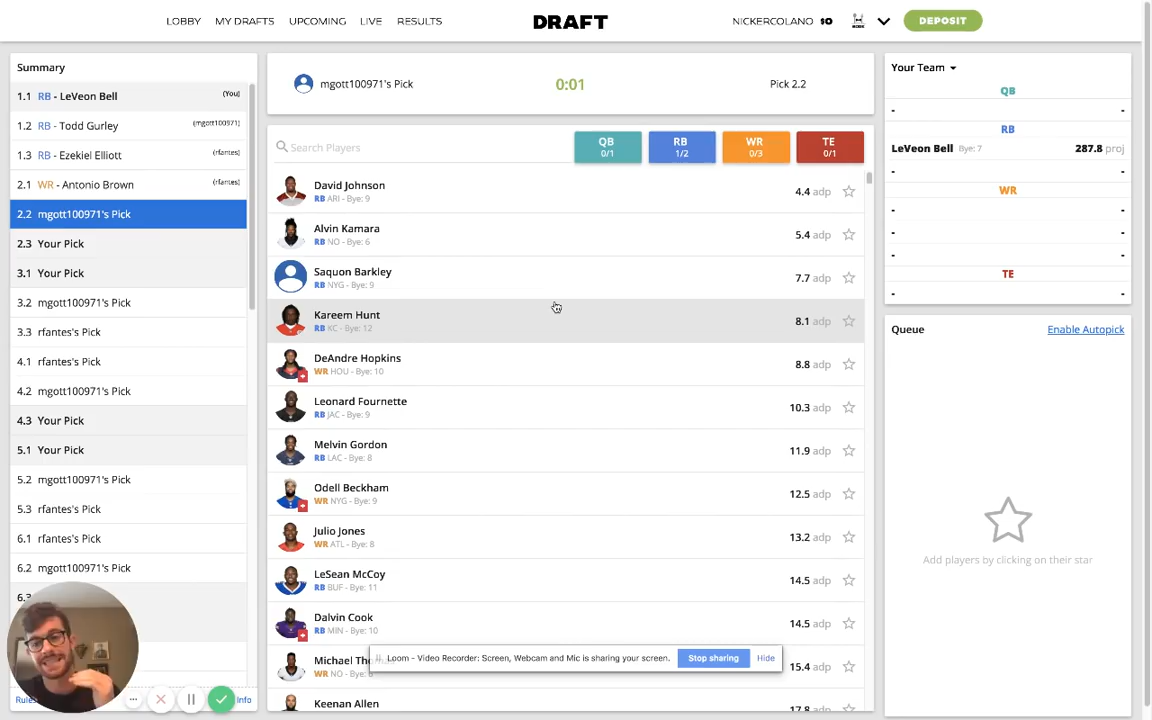 LOBBY MY DRAFTS UPCOMING LIVE RESULTS DRAFT NICKERCOLANO $0 DEPOSIT
Summary
1.1 RB - LeVeon Bell (You)
1.2 RB - Todd Gurley (mgott100971)
1.3 RB - Ezekiel Elliott (rfantes)
2.1 WR - Antonio Brown (rfantes)
2.2 mgott100971's Pick
2.3 Your Pick
3.1 Your Pick
3.2 mgott100971's Pick
3.3 rfantes's Pick
4.1 rfantes's Pick
4.2 mgott100971's Pick
4.3 Your Pick
5.1 Your Pick
5.2 mgott100971's Pick
5.3 rfantes's Pick
6.1 rfantes's Pick
6.2 mgott100971's Pick
6.3
Rules
Info
mgott100971's Pick 0:01 Pick 2.2
Search Players
QB RB WR TE
0/1 1/2 0/3 0/1
David Johnson
RB ARI - Bye: 9
4.4 adp
Alvin Kamara
RB NO - Bye: 6
5.4 adp
Saquon Barkley
RB NYG - Bye: 9
7.7 adp
Kareem Hunt
RB KC - Bye: 12
8.1 adp
DeAndre Hopkins
WR HOU - Bye: 10
8.8 adp
Leonard Fournette
RB JAC - Bye: 9
10.3 adp
Melvin Gordon
RB LAC - Bye: 8
11.9 adp
Odell Beckham
WR NYG - Bye: 9
12.5 adp
Julio Jones
WR ATL - Bye: 8
13.2 adp
LeSean McCoy
RB BUF - Bye: 11
14.5 adp
Dalvin Cook
RB MIN - Bye: 10
14.5 adp
Michael
WR NO - Bye:
15.4 adp
Keenan Allen
17.8 adp
Loom - Video Recorder: Screen, Webcam and Mic is sharing your screen. Stop sharing Hide
Your Team
QB
- -
RB
LeVeon Bell Bye: 7 287.8 proj
- -
WR
- -
- -
- -
TE
- -
Queue Enable Autopick
Add players by clicking on their star